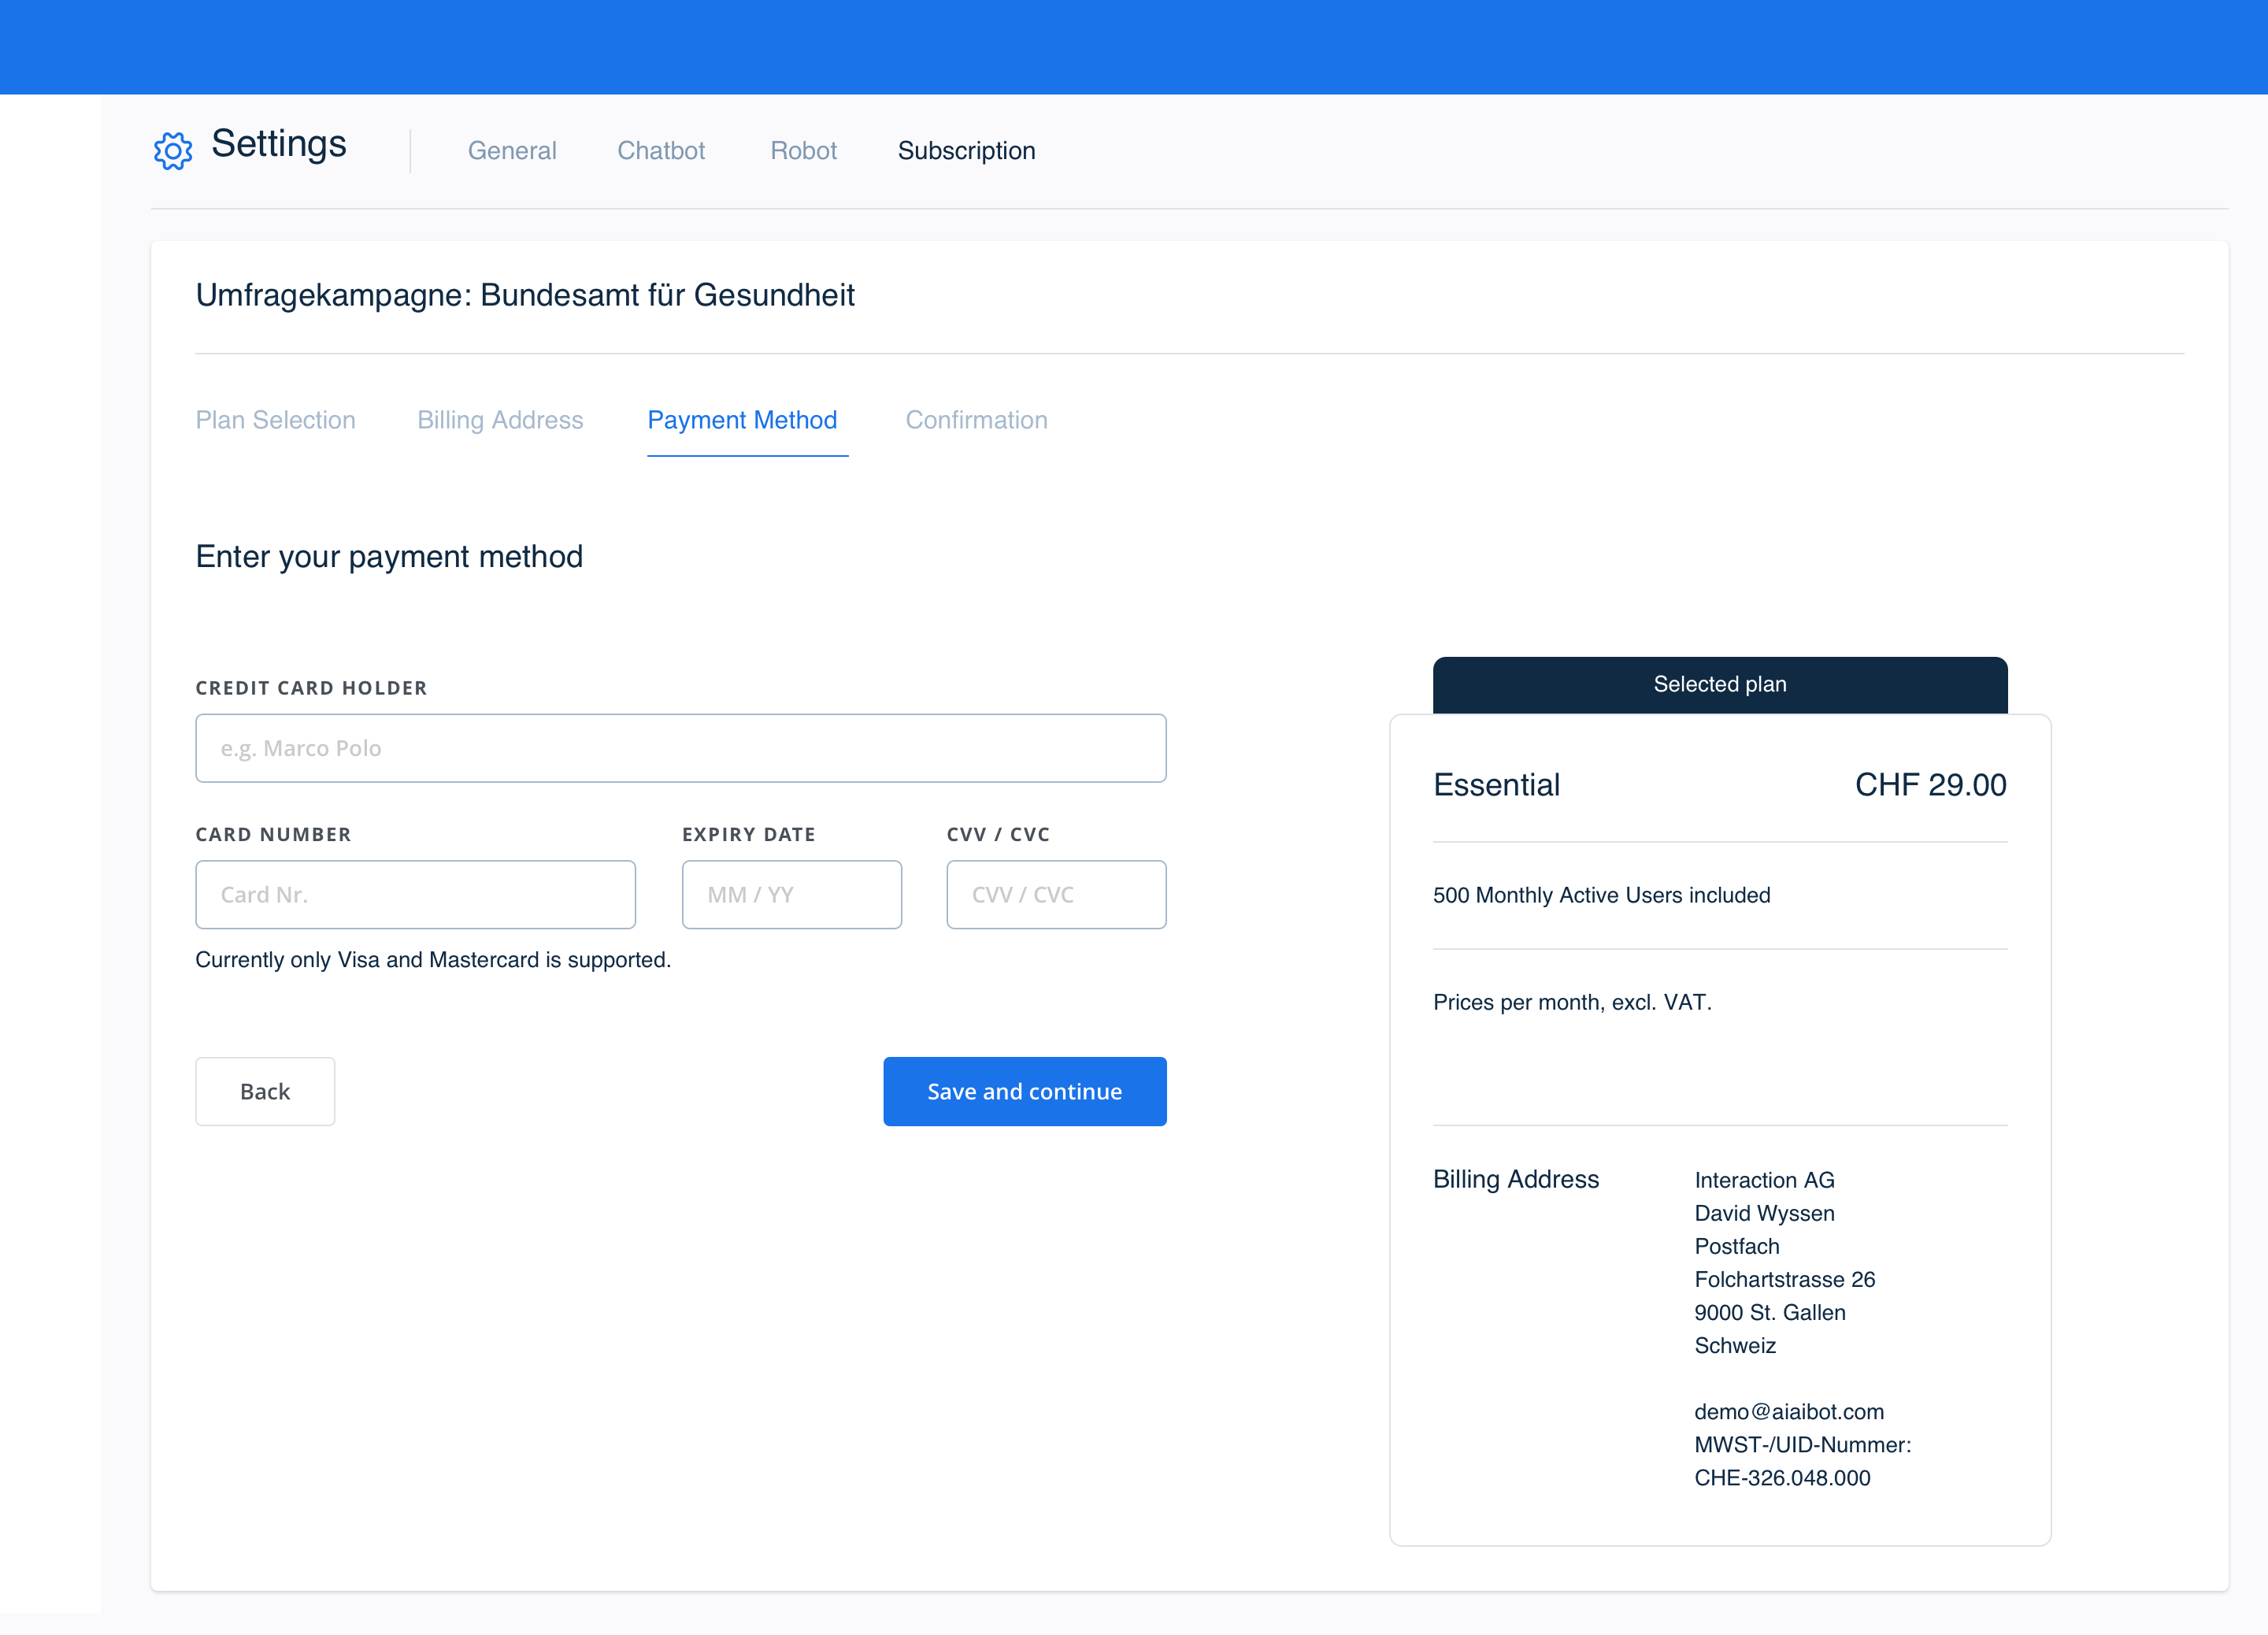 Settings
General
Chatbot
Robot
Subscription
Umfragekampagne: Bundesamt für Gesundheit
Plan Selection
Billing Address
Payment Method
Confirmation
Enter your payment method
CREDIT CARD HOLDER
e.g. Marco Polo
CARD NUMBER
EXPIRY DATE
CVV / CVC
Card Nr.
MM / YY
CVV / CVC
Currently only Visa and Mastercard is supported.
Back
Save and continue
Selected plan
Essential
CHF 29.00
500 Monthly Active Users included
Prices per month, excl. VAT.
Billing Address
Interaction AG
David Wyssen
Postfach
Folchartstrasse 26
9000 St. Gallen
Schweiz
demo@aiaibot.com
MWST-/UID-Nummer:
CHE-326.048.000